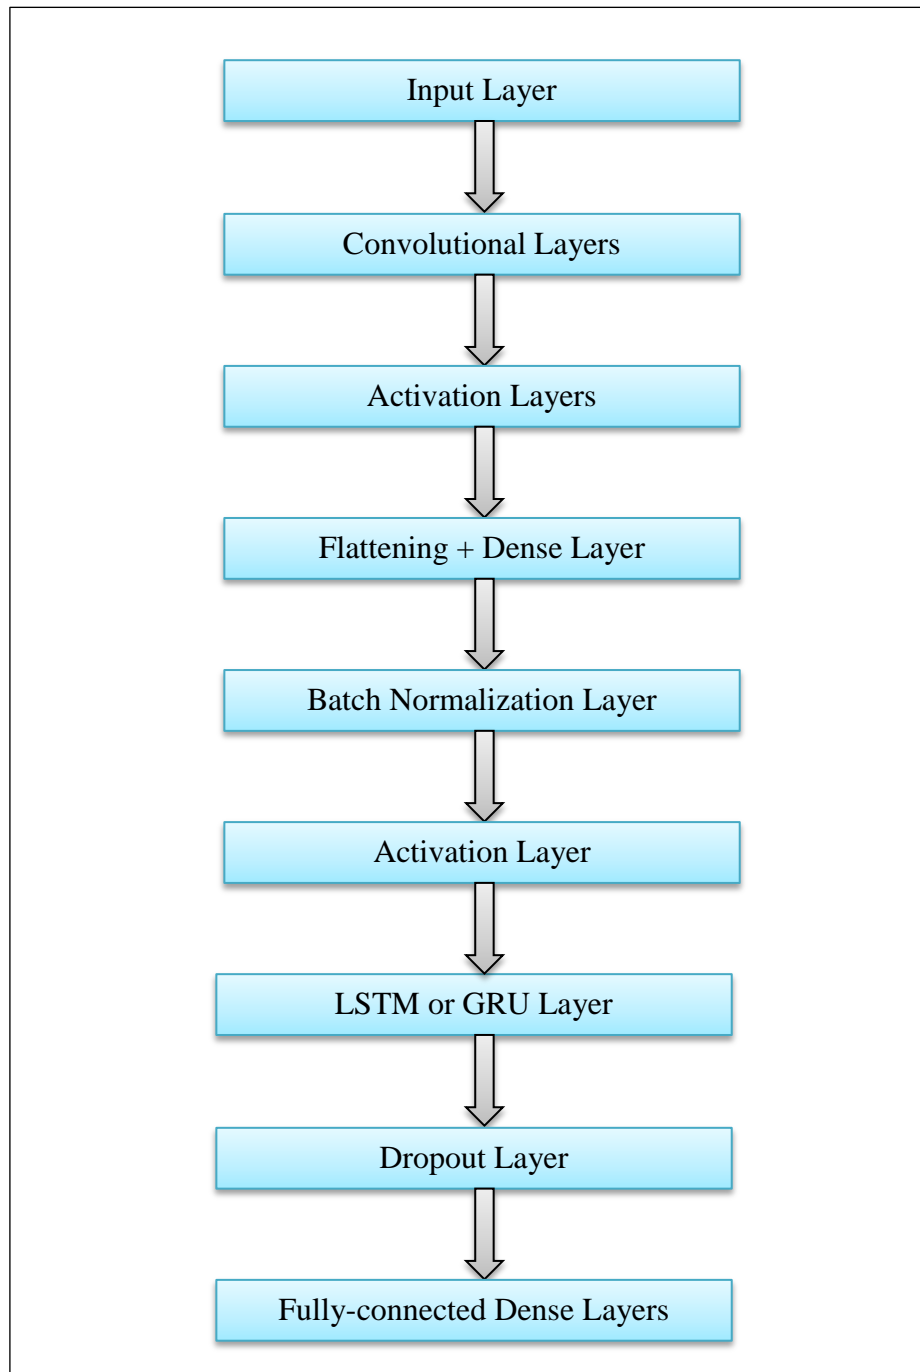 Input Layer
Convolutional Layers
Activation Layers
Flattening + Dense Layer
Batch Normalization Layer
Activation Layer
LSTM or GRU Layer
Dropout Layer
Fully-connected Dense Layers